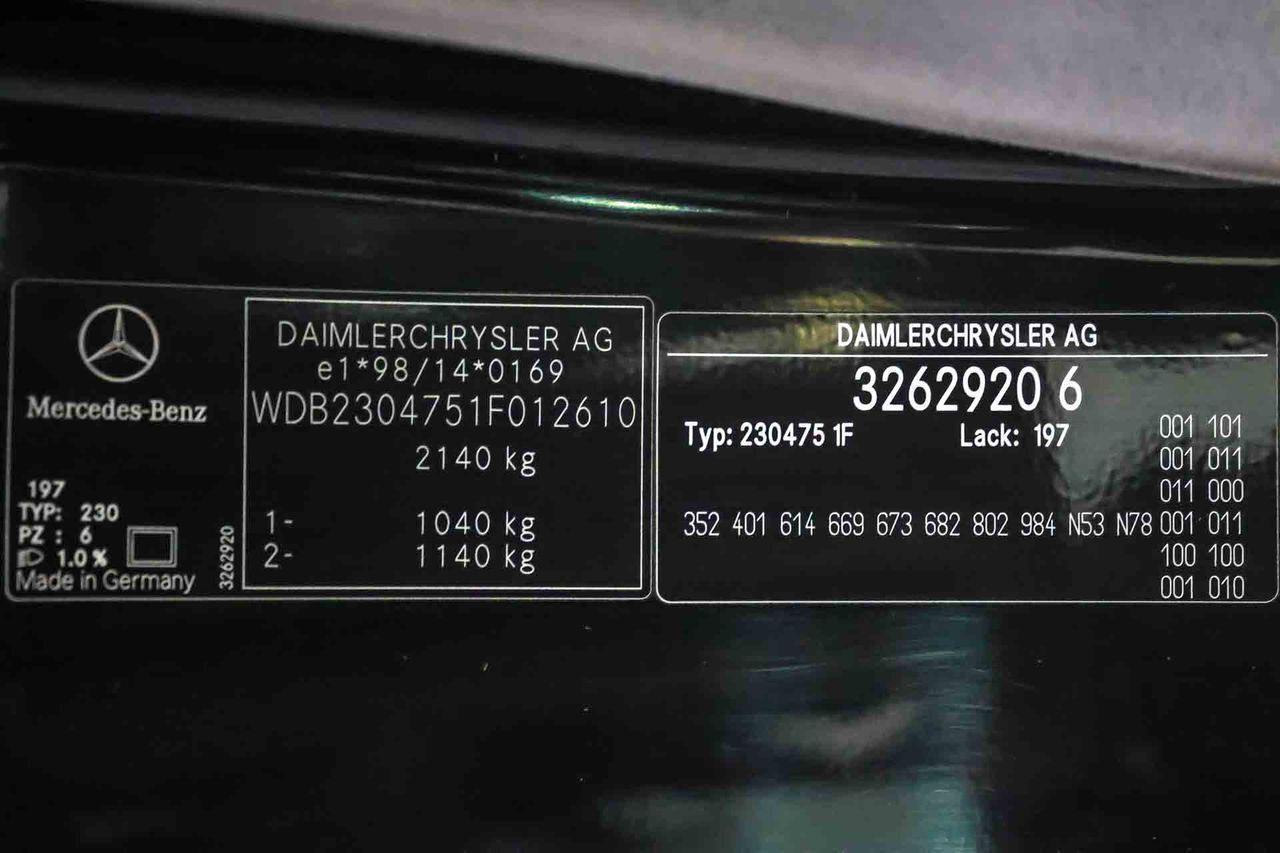 Mercedes-Benz
197
TYP: 230
PZ : 6
1.0 %
Made in Germany
3262920
DAIMLERCHRYSLER AG
e1*98/14*0169
WDB2304751F012610
2140 kg
1- 1040 kg
2- 1140 kg
DAIMLERCHRYSLER AG
3262920 6
Typ: 230475 1F Lack: 197
001 101
001 011
011 000
352 401 614 669 673 682 802 984 N53 N78 001 011
100 100
001 010